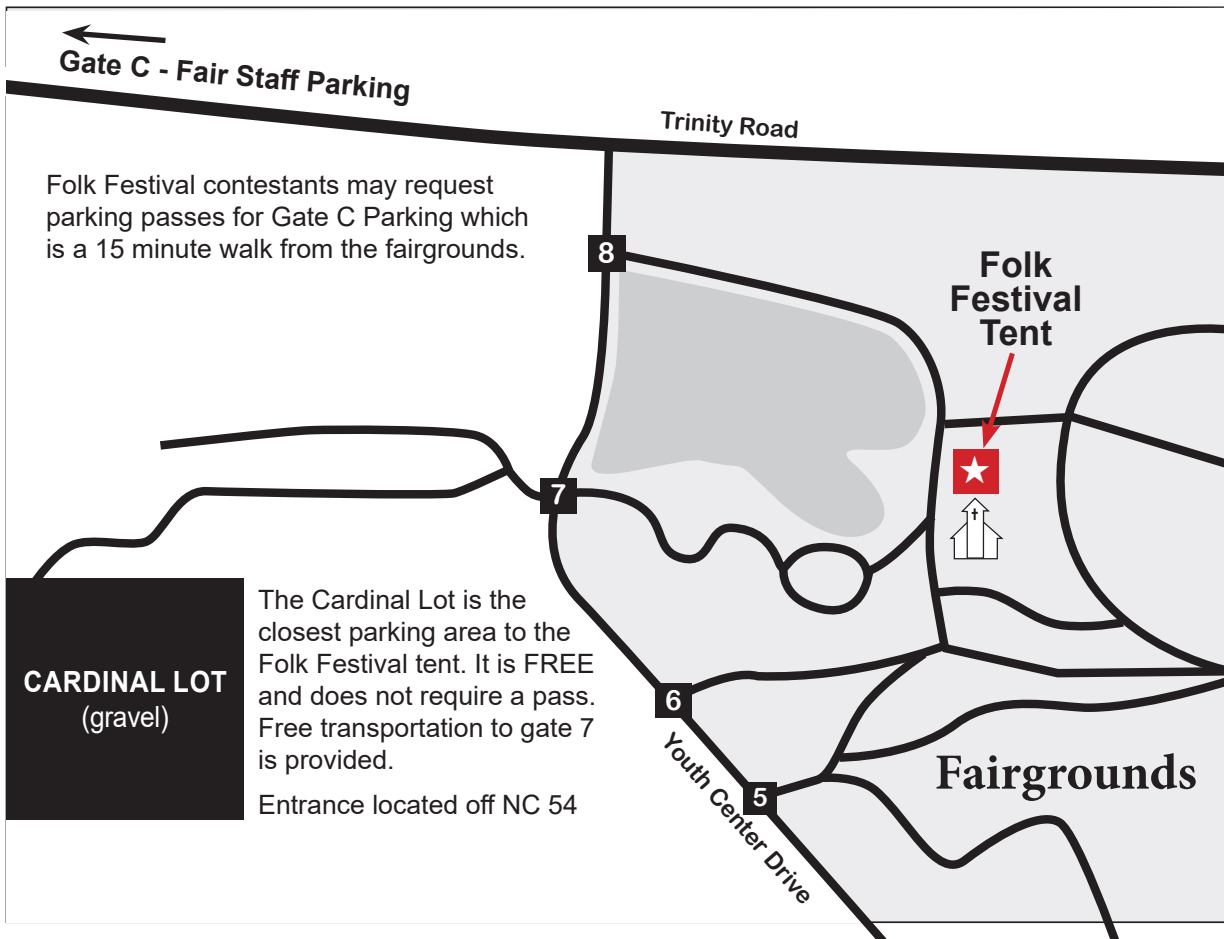 Gate C - Fair Staff Parking
Trinity Road
Folk Festival contestants may request
parking passes for Gate C Parking which
is a 15 minute walk from the fairgrounds.
8
Folk
Festival
Tent
7
The Cardinal Lot is the
closest parking area to the
Folk Festival tent. It is FREE
and does not require a pass.
Free transportation to gate 7
is provided.
Entrance located off NC 54
CARDINAL LOT
(gravel)
6
5
Youth Center Drive
Fairgrounds